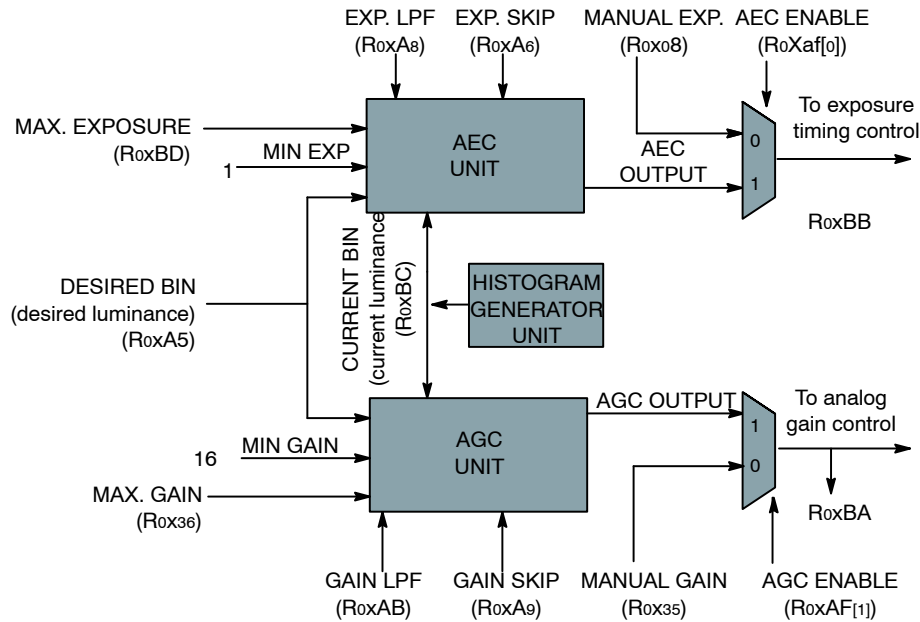 EXP. LPF
(R0xA8)
EXP. SKIP
(R0xA6)
MANUAL EXP.
(R0x08)
AEC ENABLE
(R0Xaf[0])
MAX. EXPOSURE
(R0xBD)
1
MIN EXP
AEC
UNIT
AEC
OUTPUT
0
1
To exposure
timing control
R0xBB
DESIRED BIN
(desired luminance)
(R0xA5)
CURRENT BIN
(current luminance)
(R0xBC)
HISTOGRAM
GENERATOR
UNIT
16
MIN GAIN
MAX. GAIN
(R0x36)
AGC
UNIT
AGC OUTPUT
1
0
To analog
gain control
R0xBA
GAIN LPF
(R0xAB)
GAIN SKIP
(R0xA9)
MANUAL GAIN
(R0x35)
AGC ENABLE
(R0xAF[1])